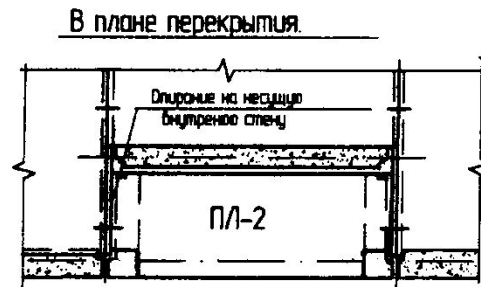 В плане перекрытия.
Опирание на несущую
внутреннюю стену
ПЛ-2